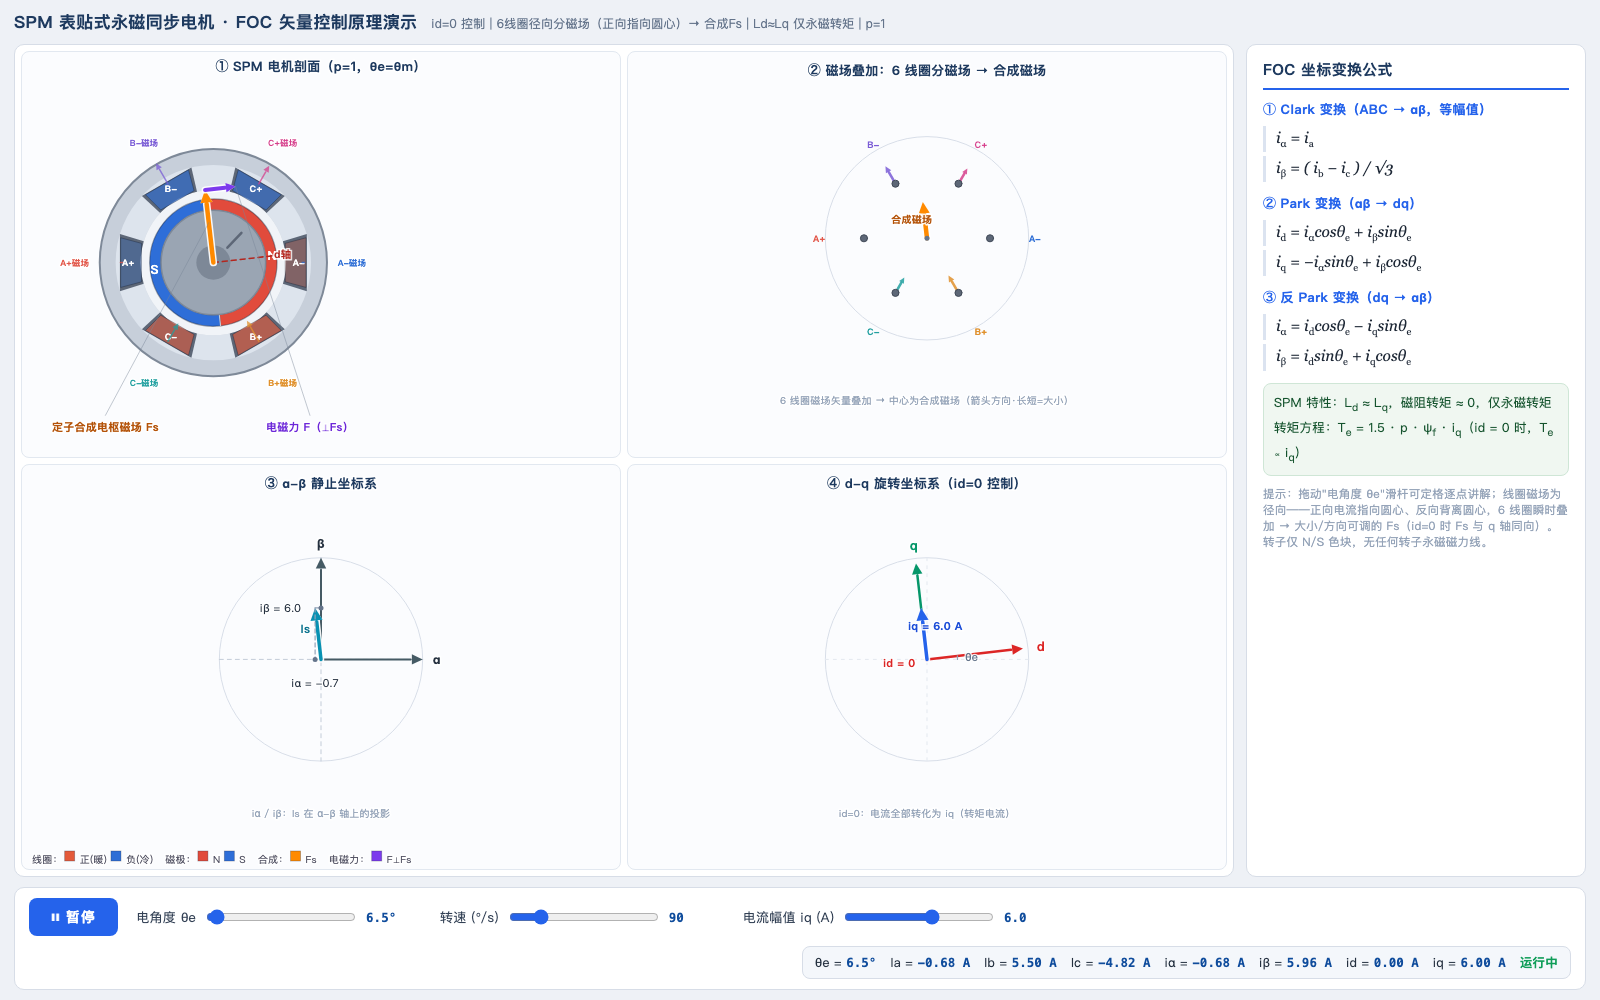 SPM 表贴式永磁同步电机 · FOC 矢量控制原理演示 id=0 控制 | 6线圈径向分磁场（正向指向圆心）→ 合成Fs | Ld≈Lq 仅永磁转矩 | p=1
① SPM 电机剖面（p=1，θe=θm）
B−磁场 C+磁场
B− C+
A+磁场 A+ S d轴 A− A−磁场
C− B+
C−磁场 B+磁场
定子合成电枢磁场 Fs 电磁力 F（⊥Fs）
② 磁场叠加：6 线圈分磁场 → 合成磁场
B− C+
合成磁场
A+ A−
C− B+
6 线圈磁场矢量叠加 → 中心为合成磁场（箭头方向·长短=大小）
③ α−β 静止坐标系
β
iβ = 6.0
Is
α
iα = −0.7
iα / iβ：Is 在 α−β 轴上的投影
线圈： 正(暖) 负(冷) 磁极： N S 合成： Fs 电磁力： F⊥Fs
④ d−q 旋转坐标系（id=0 控制）
q
iq = 6.0 A
d
id = 0 θe
id=0：电流全部转化为 iq（转矩电流）
FOC 坐标变换公式
① Clark 变换（ABC → αβ，等幅值）
iα = ia
iβ = ( ib − ic ) / √3
② Park 变换（αβ → dq）
id = iαcosθe + iβsinθe
iq = −iαsinθe + iβcosθe
③ 反 Park 变换（dq → αβ）
iα = idcosθe − iqsinθe
iβ = idsinθe + iqcosθe
SPM 特性：Ld ≈ Lq，磁阻转矩 ≈ 0，仅永磁转矩
转矩方程：Te = 1.5 · p · ψf · iq（id = 0 时，Te
∝ iq）
提示：拖动"电角度 θe"滑杆可定格逐点讲解；线圈磁场为
径向——正向电流指向圆心、反向背离圆心，6 线圈瞬时叠
加 → 大小/方向可调的 Fs（id=0 时 Fs 与 q 轴同向）。
转子仅 N/S 色块，无任何转子永磁磁力线。
⏸ 暂停 电角度 θe 6.5° 转速 (°/s) 90 电流幅值 iq (A) 6.0
θe = 6.5° Ia = −0.68 A Ib = 5.50 A Ic = −4.82 A iα = −0.68 A iβ = 5.96 A id = 0.00 A iq = 6.00 A 运行中